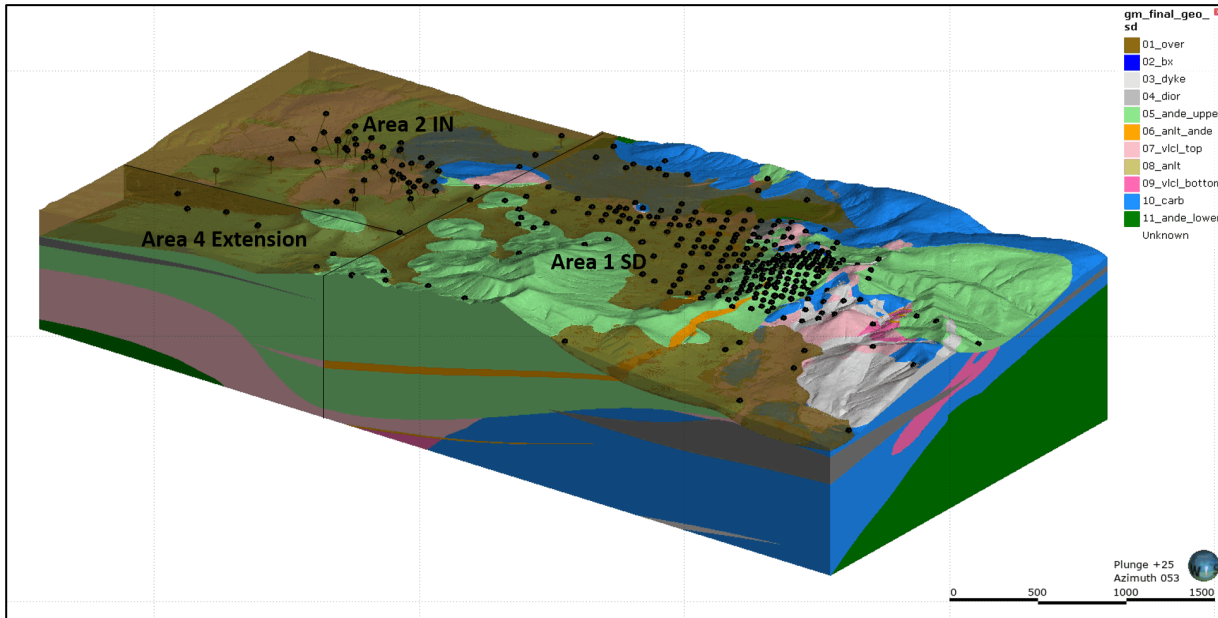 gm_final_geo_
sd
01_over
02_bx
03_dyke
04_dior
05_ande_uppe
06_anlt_ande
07_vlcl_top
08_anlt
09_vlcl_bottom
10_carb
11_ande_lower
Unknown
Area 2 IN
Area 4 Extension
Area 1 SD
Plunge +25
Azimuth 053
0 500 1000 1500